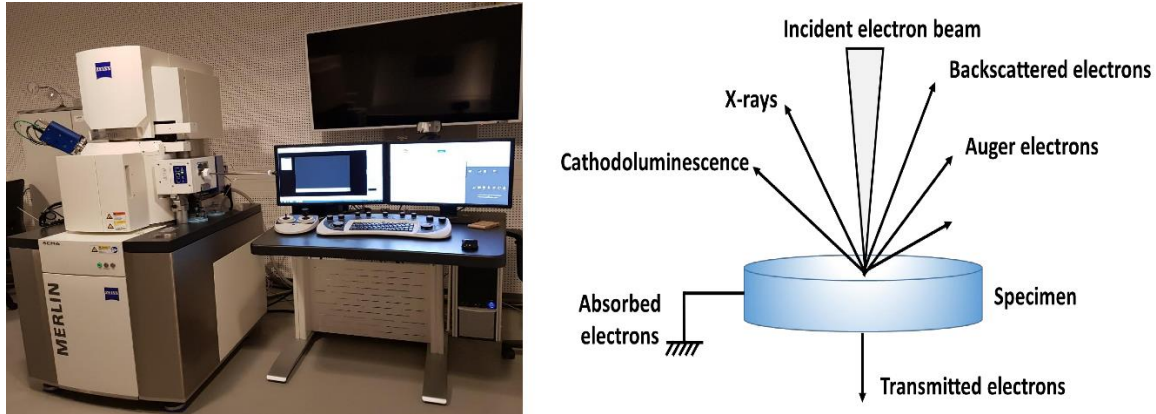 ZEISS
MERLIN
ZEISS
Incident electron beam
Backscattered electrons
X-rays
Auger electrons
Cathodoluminescence
Absorbed
electrons
Specimen
Transmitted electrons